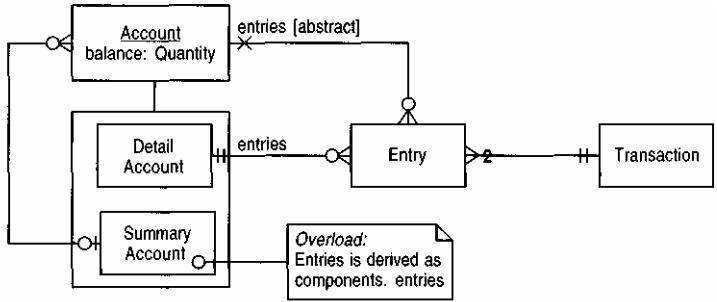 Account
balance: Quantity
entries [abstract]
Detail
Account
entries
Entry
2
Transaction
Summary
Account
Overload:
Entries is derived as
components. entries